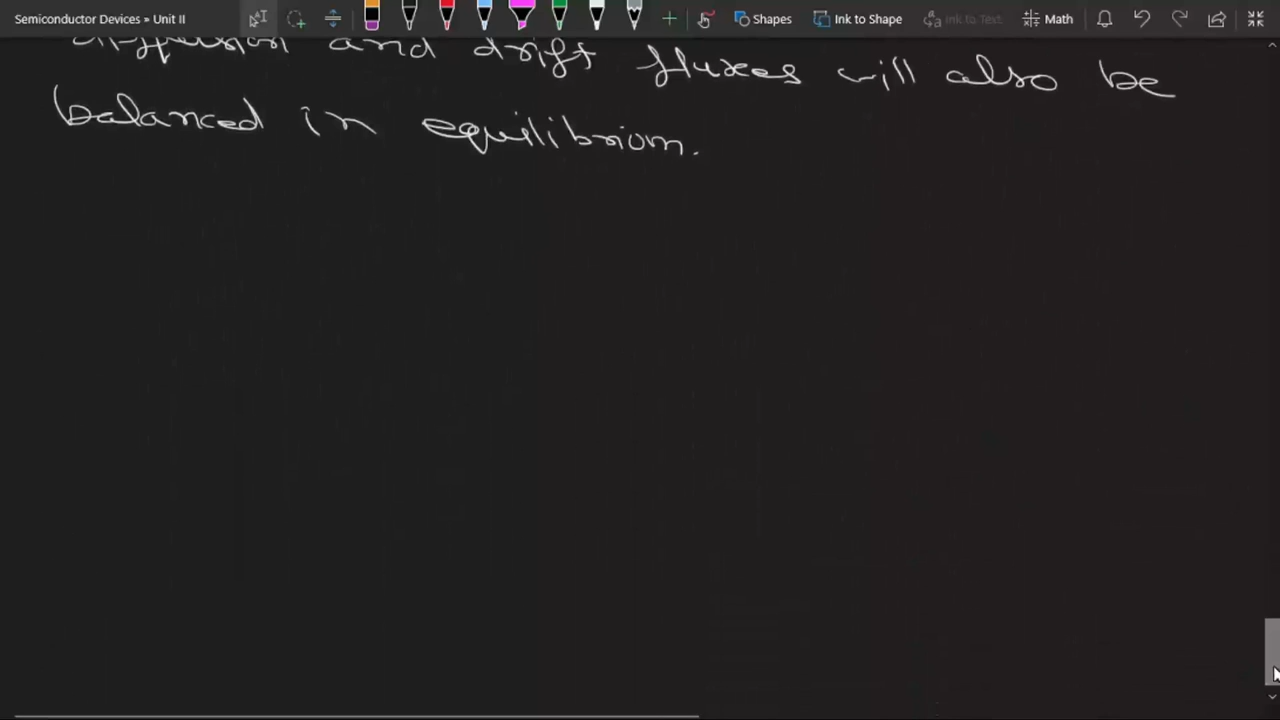 Semiconductor Devices » Unit II
Shapes
Ink to Shape
Ink to Text
Math
diffusion and drift fluxes will also be
balanced in equilibrium.